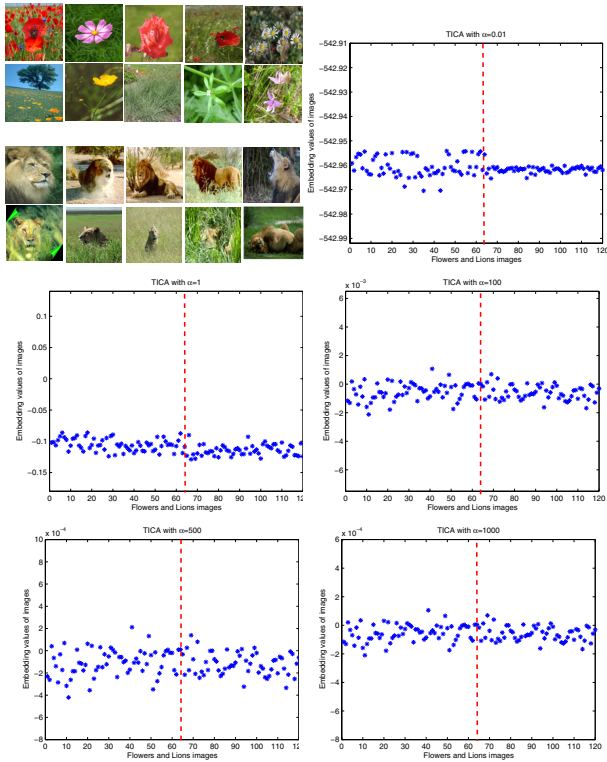 TICA with α=0.01
Embedding values of images
−542.91
−542.92
−542.93
−542.94
−542.95
−542.96
−542.97
−542.98
−542.99
0 10 20 30 40 50 60 70 80 90 100 110 120
Flowers and Lions images
TICA with α=1
Embedding values of images
0.1
0.05
0
−0.05
−0.1
−0.15
0 10 20 30 40 50 60 70 80 90 100 110 120
Flowers and Lions images
x 10⁻³
TICA with α=100
Embedding values of images
6
4
2
0
−2
−4
−6
0 10 20 30 40 50 60 70 80 90 100 110 120
Flowers and Lions images
x 10⁻⁴
TICA with α=500
Embedding values of images
10
8
6
4
2
0
−2
−4
−6
−8
0 10 20 30 40 50 60 70 80 90 100 110 120
Flowers and Lions images
x 10⁻⁴
TICA with α=1000
Embedding values of images
6
4
2
0
−2
−4
−6
−8
0 10 20 30 40 50 60 70 80 90 100 110 120
Flowers and Lions images